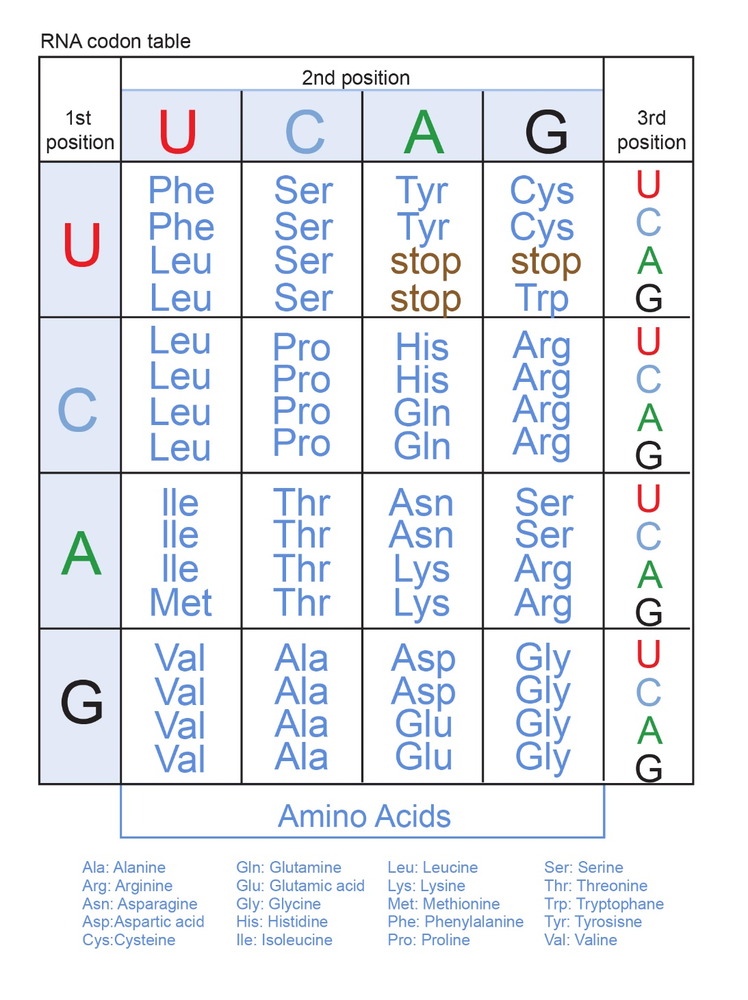 RNA codon table
2nd position
1st
position
U C A G
3rd
position
U
Phe Ser Tyr Cys U
Phe Ser Tyr Cys C
Leu Ser stop stop A
Leu Ser stop Trp G
C
Leu Pro His Arg U
Leu Pro His Arg C
Leu Pro Gln Arg A
Leu Pro Gln Arg G
A
Ile Thr Asn Ser U
Ile Thr Asn Ser C
Ile Thr Lys Arg A
Met Thr Lys Arg G
G
Val Ala Asp Gly U
Val Ala Asp Gly C
Val Ala Glu Gly A
Val Ala Glu Gly G
Amino Acids
Ala: Alanine Gln: Glutamine Leu: Leucine Ser: Serine
Arg: Arginine Glu: Glutamic acid Lys: Lysine Thr: Threonine
Asn: Asparagine Gly: Glycine Met: Methionine Trp: Tryptophane
Asp:Aspartic acid His: Histidine Phe: Phenylalanine Tyr: Tyrosisne
Cys:Cysteine Ile: Isoleucine Pro: Proline Val: Valine